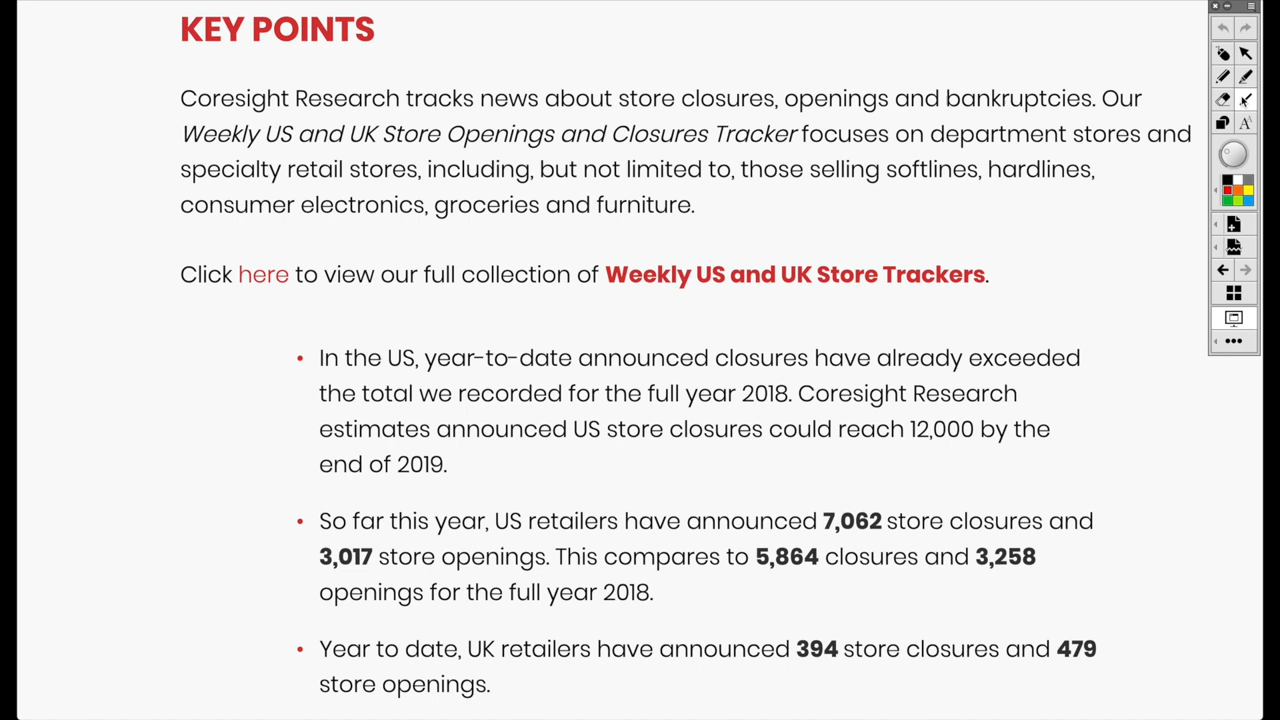 KEY POINTS
Coresight Research tracks news about store closures, openings and bankruptcies. Our
Weekly US and UK Store Openings and Closures Tracker focuses on department stores and
specialty retail stores, including, but not limited to, those selling softlines, hardlines,
consumer electronics, groceries and furniture.
Click here to view our full collection of Weekly US and UK Store Trackers.
• In the US, year-to-date announced closures have already exceeded
the total we recorded for the full year 2018. Coresight Research
estimates announced US store closures could reach 12,000 by the
end of 2019.
• So far this year, US retailers have announced 7,062 store closures and
3,017 store openings. This compares to 5,864 closures and 3,258
openings for the full year 2018.
• Year to date, UK retailers have announced 394 store closures and 479
store openings.